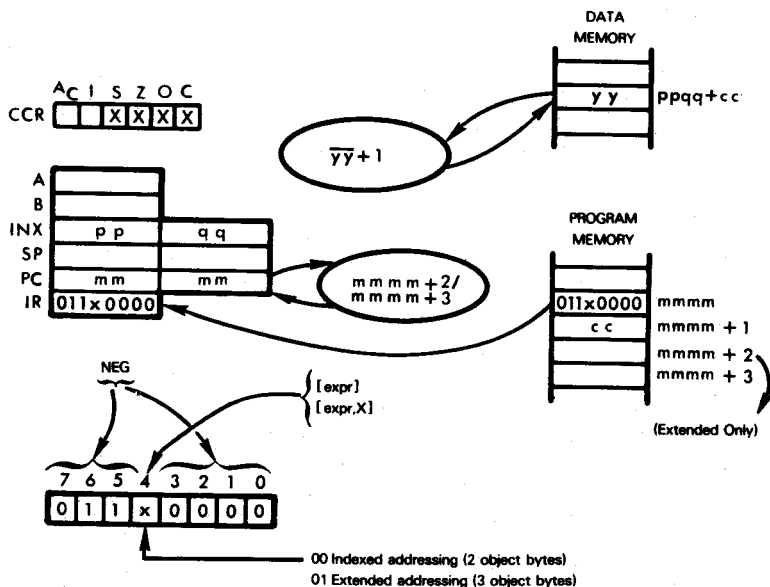 DATA
MEMORY
A C I S Z O C
CCR X X X X
yy ppqq+cc
yy+1
A
B
INX pp qq
SP
PC mm mm
IR 011x0000
mmmm+2/
mmmm+3
PROGRAM
MEMORY
011x0000 mmmm
cc mmmm + 1
mmmm + 2
mmmm + 3
(Extended Only)
NEG
[expr]
[expr,X]
7 6 5 4 3 2 1 0
0 1 1 x 0 0 0 0
00 Indexed addressing (2 object bytes)
01 Extended addressing (3 object bytes)